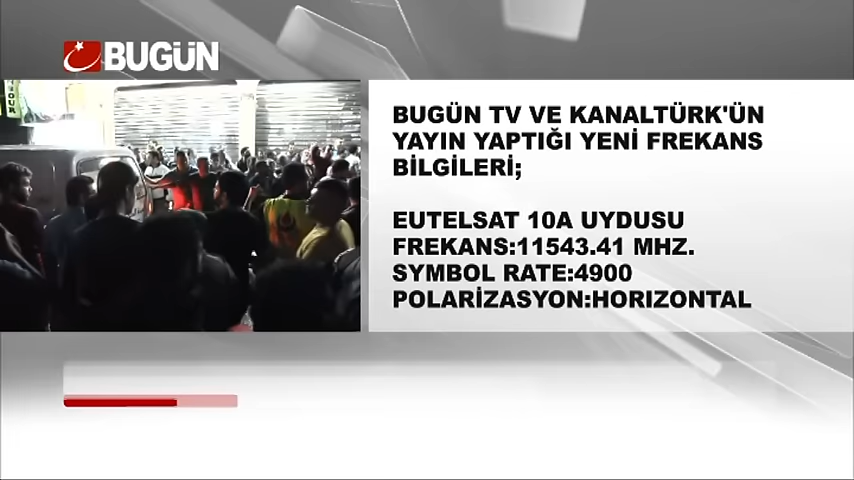 BUGÜN
BUGÜN TV VE KANALTÜRK'ÜN
YAYIN YAPTIĞI YENİ FREKANS
BİLGİLERİ;
EUTELSAT 10A UYDUSU
FREKANS:11543.41 MHZ.
SYMBOL RATE:4900
POLARİZASYON:HORIZONTAL